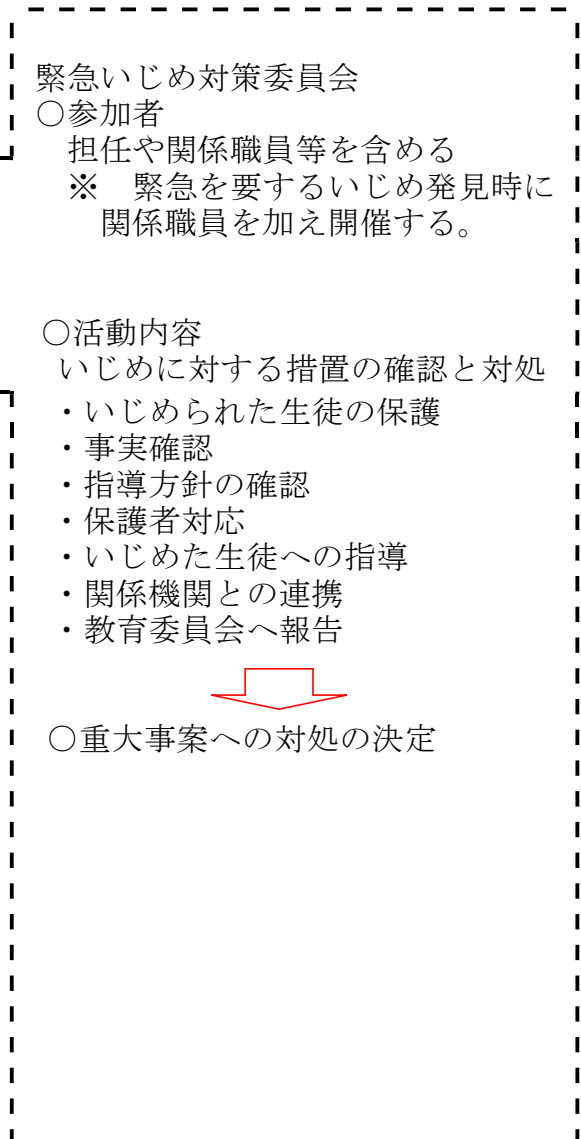 緊急いじめ対策委員会
○参加者
担任や関係職員等を含める
※　緊急を要するいじめ発見時に
関係職員を加え開催する。
○活動内容
いじめに対する措置の確認と対処
・いじめられた生徒の保護
・事実確認
・指導方針の確認
・保護者対応
・いじめた生徒への指導
・関係機関との連携
・教育委員会へ報告
○重大事案への対処の決定